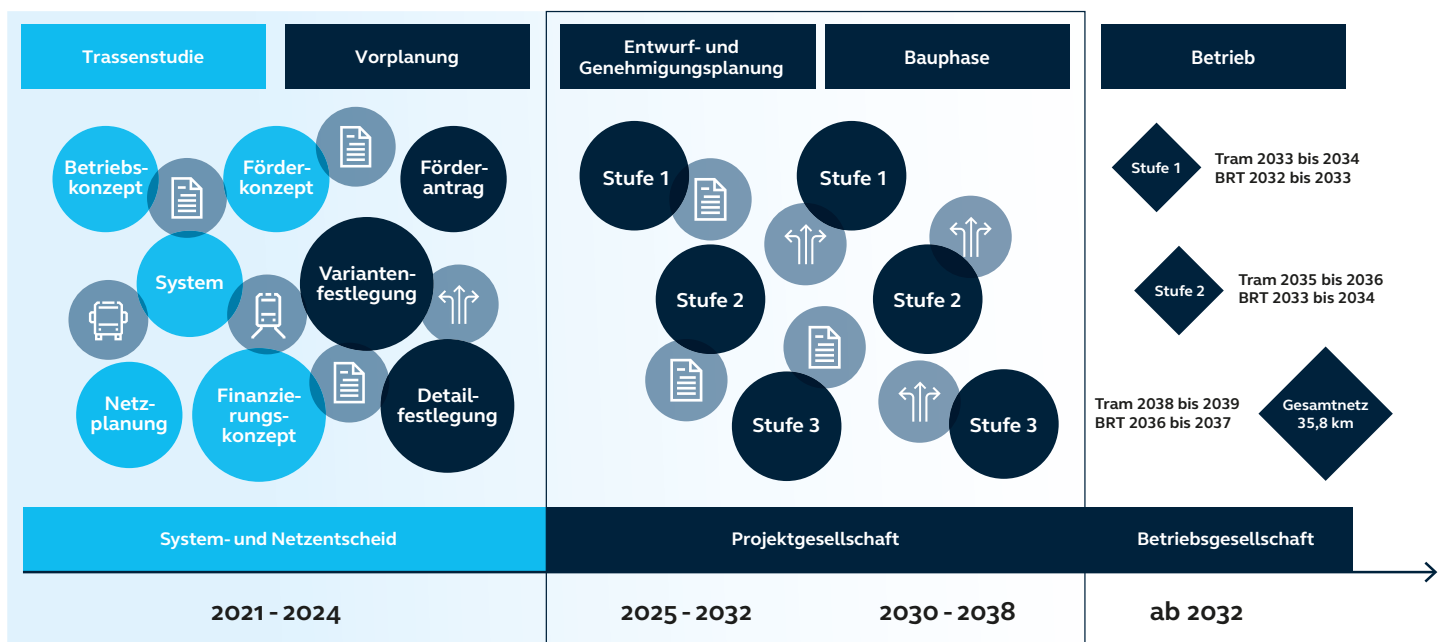 Trassenstudie
Vorplanung
Entwurf- und
Genehmigungsplanung
Bauphase
Betrieb
Betriebs-
konzept
Förder-
konzept
Förder-
antrag
System
Varianten-
festlegung
Netz-
planung
Finanzie-
rungs-
konzept
Detail-
festlegung
Stufe 1
Stufe 2
Stufe 3
Stufe 1
Stufe 2
Stufe 3
Stufe 1
Tram 2033 bis 2034
BRT 2032 bis 2033
Stufe 2
Tram 2035 bis 2036
BRT 2033 bis 2034
Tram 2038 bis 2039
BRT 2036 bis 2037
Gesamtnetz
35,8 km
System- und Netzentscheid
Projektgesellschaft
Betriebsgesellschaft
2021 - 2024
2025 - 2032
2030 - 2038
ab 2032